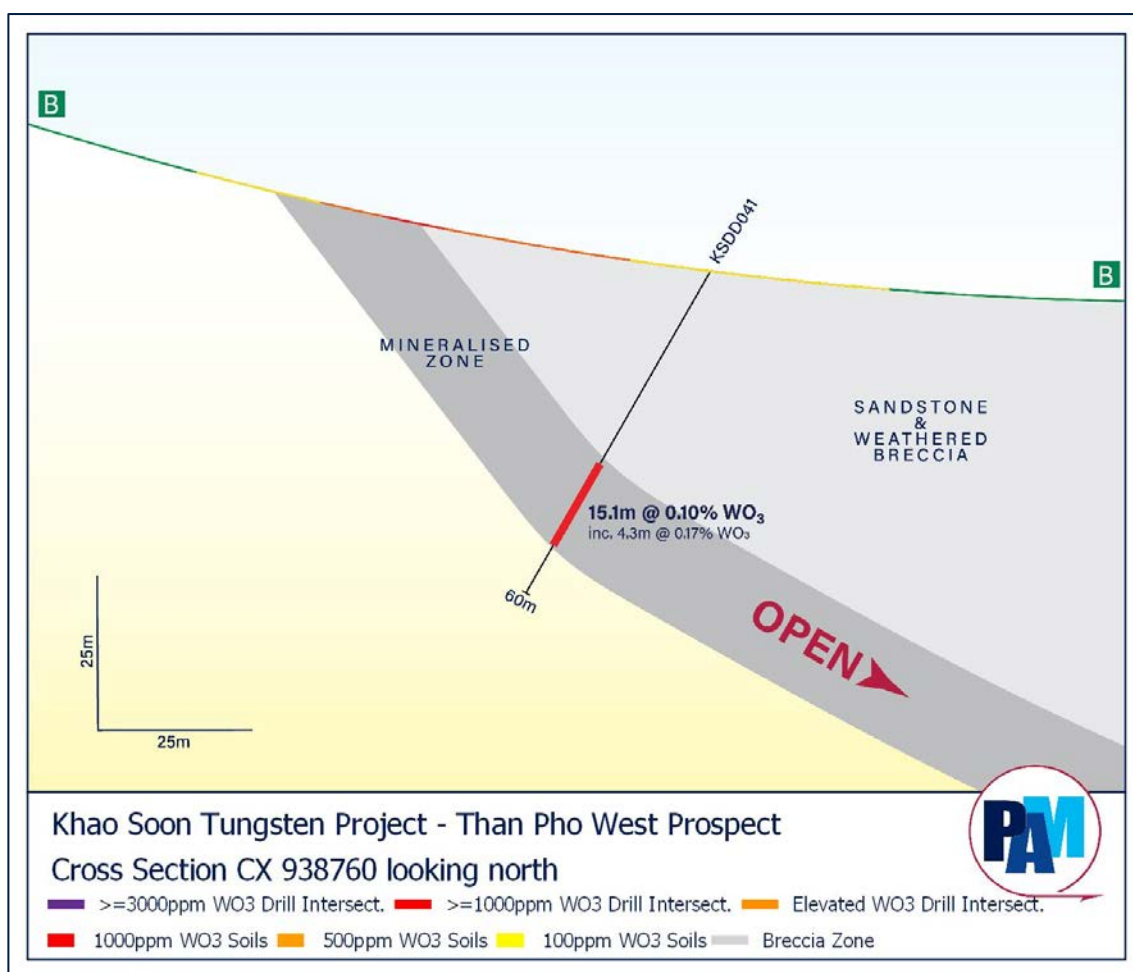 B
B
KSDD041
MINERALISED
ZONE
SANDSTONE
&
WEATHERED
BRECCIA
15.1m @ 0.10% WO₃
inc. 4.3m @ 0.17% WO₃
60m
OPEN
25m
25m
Khao Soon Tungsten Project - Than Pho West Prospect
Cross Section CX 938760 looking north
PAM
>=3000ppm WO3 Drill Intersect. >=1000ppm WO3 Drill Intersect. Elevated WO3 Drill Intersect.
1000ppm WO3 Soils 500ppm WO3 Soils 100ppm WO3 Soils Breccia Zone